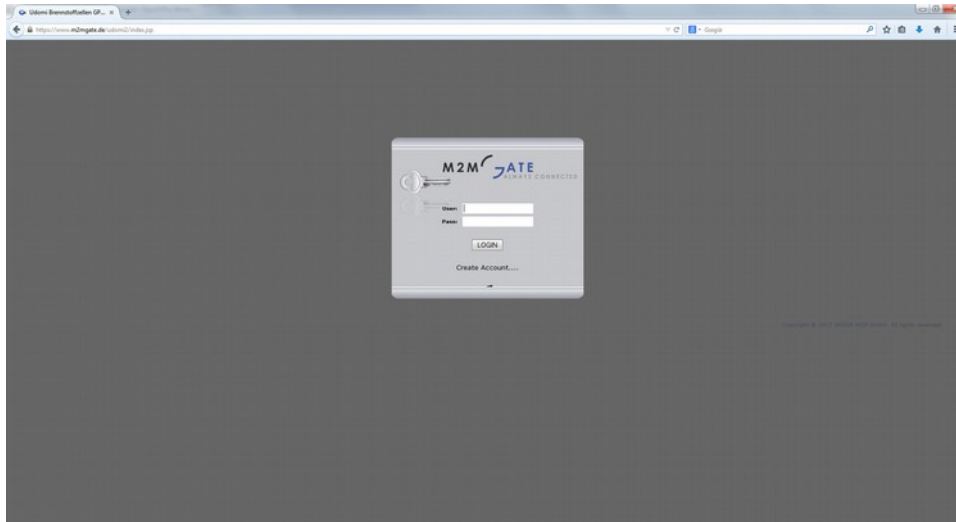 Udomi Brennstoffzellen GP...
https://www.m2mgate.de/udomi2/index.jsp
Google
M2M GATE
ALWAYS CONNECTED
User:
Pass:
LOGIN
Create Account....